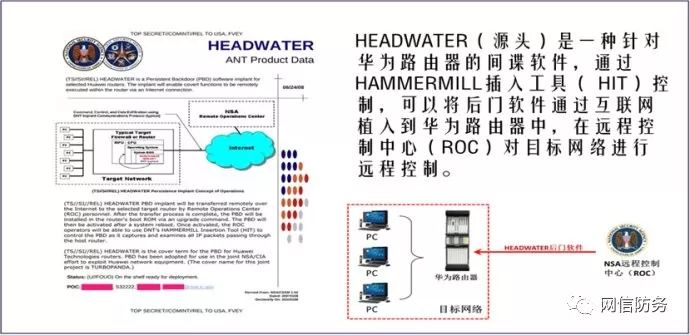 TOP SECRET//COMINT//REL TO USA, FVEY
HEADWATER
ANT Product Data
(TS//SI//REL) HEADWATER is a Persistent Backdoor (PBD) software implant for
selected Huawei routers. The implant will enable covert functions to be remotely
executed within the router via an Internet connection.
06/24/08
NSA
Remote Operations Center
Typical Target
Firewall or Router
Internet
Target Network
(TS//SI//REL) HEADWATER Persistence Implant Concept of Operations
(TS//SI//REL) HEADWATER PBD implant will be transferred remotely over
the Internet to the selected target router by Remote Operations Center
(ROC) personnel. After the transfer process is complete, the PBD will
be installed in the router's boot ROM via an upgrade command. The PBD will
then be activated after a system reboot. Once activated, the ROC
operators will be able to use DNT's HAMMERMILL Insertion Tool (HIT) to
control the PBD as it captures and examines all IP packets passing through
the host router.
(TS//SI//REL) HEADWATER is the cover term for the PBD for Huawei
Technologies routers. PBD has been adopted for use in the joint NSA/CIA
effort to exploit Huawei network equipment. (The cover name for this joint
project is TURBOPANDA.)
Status: (U//FOUO) On the shelf ready for deployment.
POC:
S32222
TOP SECRET//COMINT//REL TO USA, FVEY
HEADWATER（源头）是一种针对
华为路由器的间谍软件，通过
HAMMERMILL插入工具（HIT）控
制，可以将后门软件通过互联网
植入到华为路由器中，在远程控
制中心（ROC）对目标网络进行
远程控制。
PC
PC
PC
华为路由器
目标网络
HEADWATER后门软件
NSA远程控制
中心（ROC）
网信防务